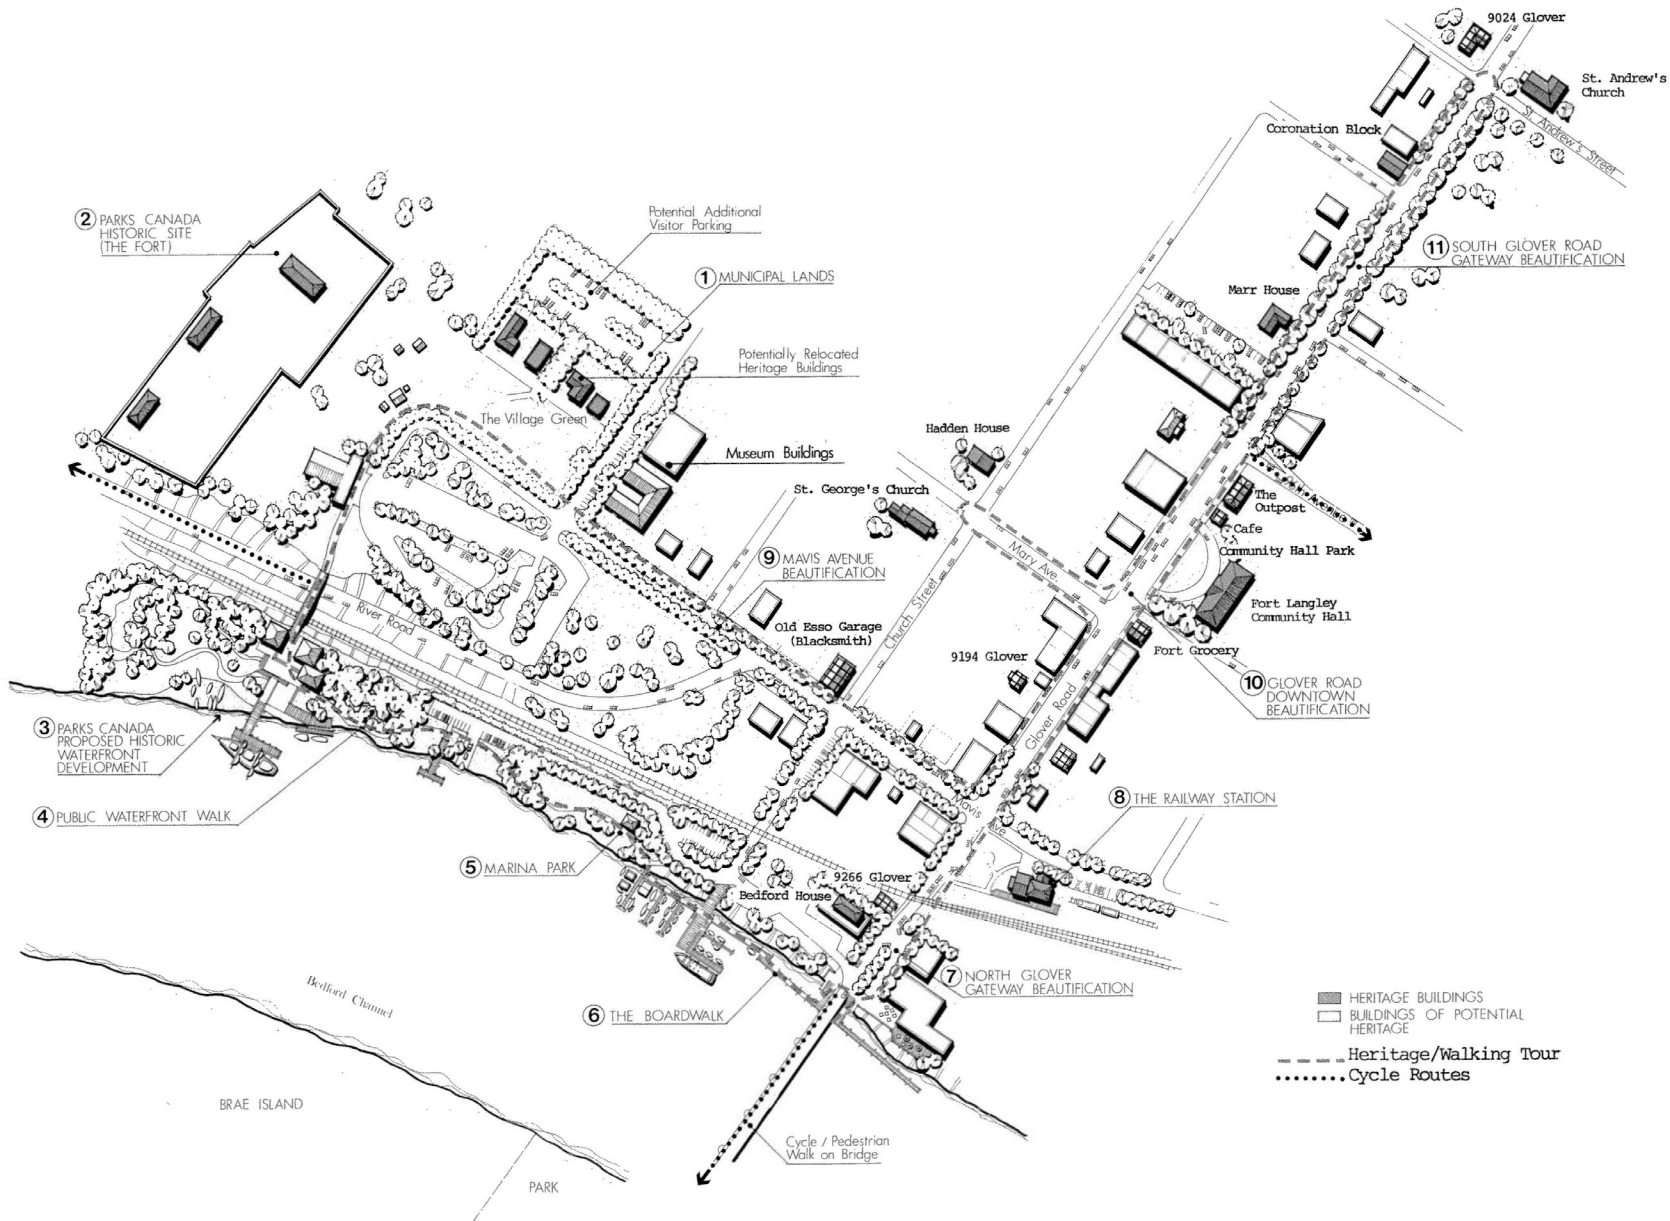 9024 Glover
St. Andrew's
Church
St. Andrew's Street
Coronation Block
② PARKS CANADA
HISTORIC SITE
(THE FORT)
Potential Additional
Visitor Parking
① MUNICIPAL LANDS
⑪ SOUTH GLOVER ROAD
GATEWAY BEAUTIFICATION
Marr House
Potentially Relocated
Heritage Buildings
The Village Green
Hadden House
Museum Buildings
St. George's Church
The
Outpost
Cafe
Community Hall Park
Mary Ave.
⑨ MAVIS AVENUE
BEAUTIFICATION
River Road
Church Street
Old Esso Garage
(Blacksmith)
Fort Langley
Community Hall
9194 Glover
Fort Grocery
⑩ GLOVER ROAD
DOWNTOWN
BEAUTIFICATION
Glover Road
③ PARKS CANADA
PROPOSED HISTORIC
WATERFRONT
DEVELOPMENT
④ PUBLIC WATERFRONT WALK
Mavis
Ave.
⑧ THE RAILWAY STATION
⑤ MARINA PARK
9266 Glover
Bedford House
⑦ NORTH GLOVER
GATEWAY BEAUTIFICATION
⑥ THE BOARDWALK
Bedford Channel
HERITAGE BUILDINGS
BUILDINGS OF POTENTIAL
HERITAGE
Heritage/Walking Tour
Cycle Routes
BRAE ISLAND
Cycle / Pedestrian
Walk on Bridge
PARK